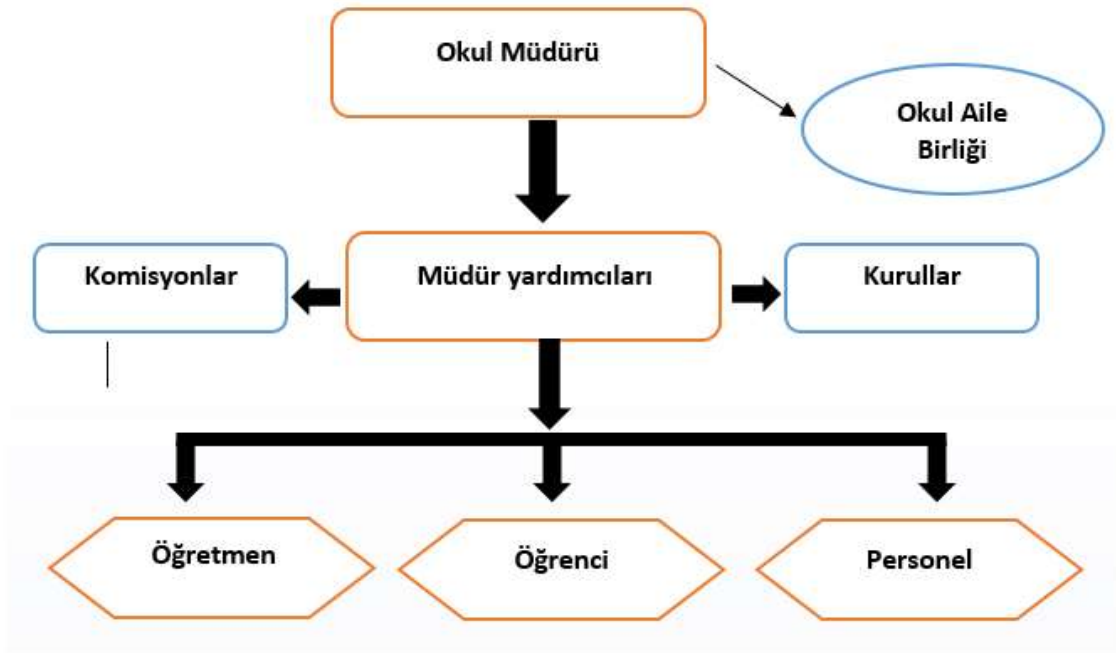 Okul Müdürü
Okul Aile
Birliği
Komisyonlar
Müdür yardımcıları
Kurullar
Öğretmen
Öğrenci
Personel